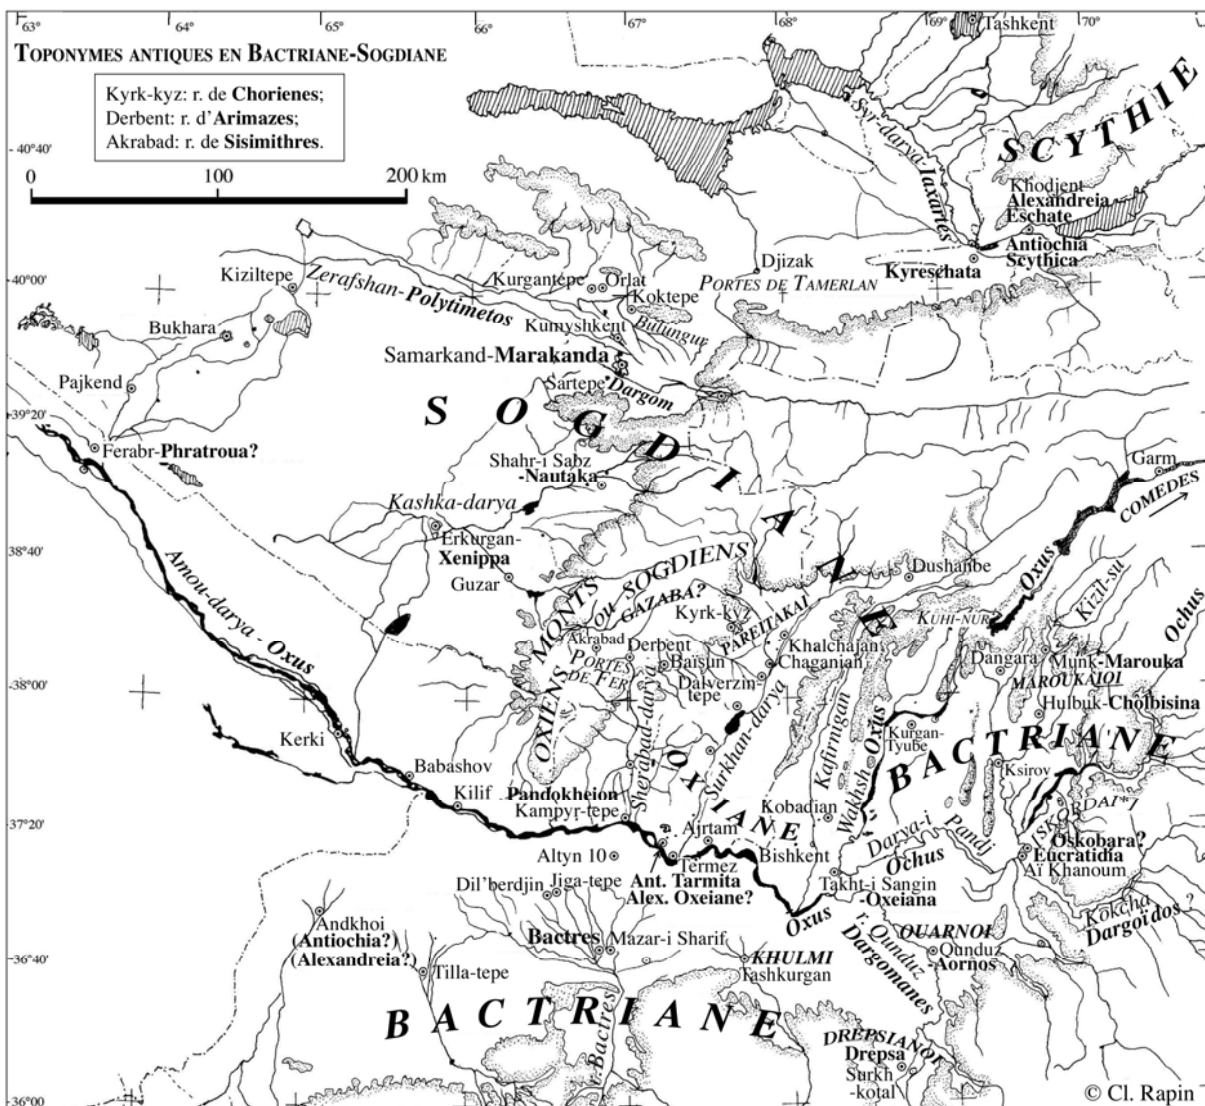 63°
64°
65°
66°
67°
68°
69°
70°
TOPONYMES ANTIQUES EN BACTRIANE-SOGDIANE
Kyrk-kyz: r. de Chorienes;
Derbent: r. d'Arimazes;
Akrabad: r. de Sisimithres.
0
100
200 km
40°40'
40°00
39°20'
38°40'
38°00
37°20'
36°40'
36°00
Tashkent
SCYTHIE
Syr-darya-Iaxartes
Khodjent
Alexandreia
Eschate
Antiochia
Scythica
Kyreschata
Djizak
PORTES DE TAMERLAN
Kiziltepe
Zerafshan-Polytimetos
Kurgantepe
Orlat
Koktepe
Bulungur
Kumyshkent
Bukhara
Samarkand-Marakanda
Pajkend
Sartepe
Dargom
SOGDIANE
Ferabr-Phratroua?
Shahr-i Sabz
-Nautaka
Garm
COMEDES
Kashka-darya
Erkurgan-
Xenippa
Guzar
Amou-darya - Oxus
MONTS
OXIENS
OU SOGDIENS
GAZABA?
Dushanbe
Oxus
Kizil-su
Ochus
Kyrk-kyz
PAREITAKAI
KUHI-NUR
Akrabad
Derbent
PORTES
DE FER
Baïsun
Khalchajan
Chaganian
Dalverzin
tepe
Dangara
Munk-Marouka
MAROUKAIOI
Hulbuk-Cholbisina
Kerki
Babashov
Kilif
Sherabad-darya
Surkhan-darya
Kafirnigan
Wakhsh-Oxus
Kurgan-
Tyube
BACTRIANE
Ksirov
OXIANE
Pandokheion
Kampyr-tepe
Kobadian
Ajrtam
Bishkent
Darya-i
Pandj
Ochus
ISKORDAI*?
Oskobara?
Eucratidia
Aï Khanoum
Altyn 10
Termez
Ant. Tarmita
Alex. Oxeiane?
Dil'berdjin
Jiga-tepe
Takht-i Sangin
-Oxeiana
Oxus
Kokcha
Dargoïdos ?
Andkhoi
(Antiochia?)
(Alexandreia?)
Bactres
Mazar-i Sharif
r. Qunduz
Dargomanes
OUARNOI
Qunduz
-Aornos
KHULMI
Tashkurgan
Tilla-tepe
BACTRIANE
r. Bactres
DREPSIANOI
Drepsa
Surkh
-kotal
© Cl. Rapin